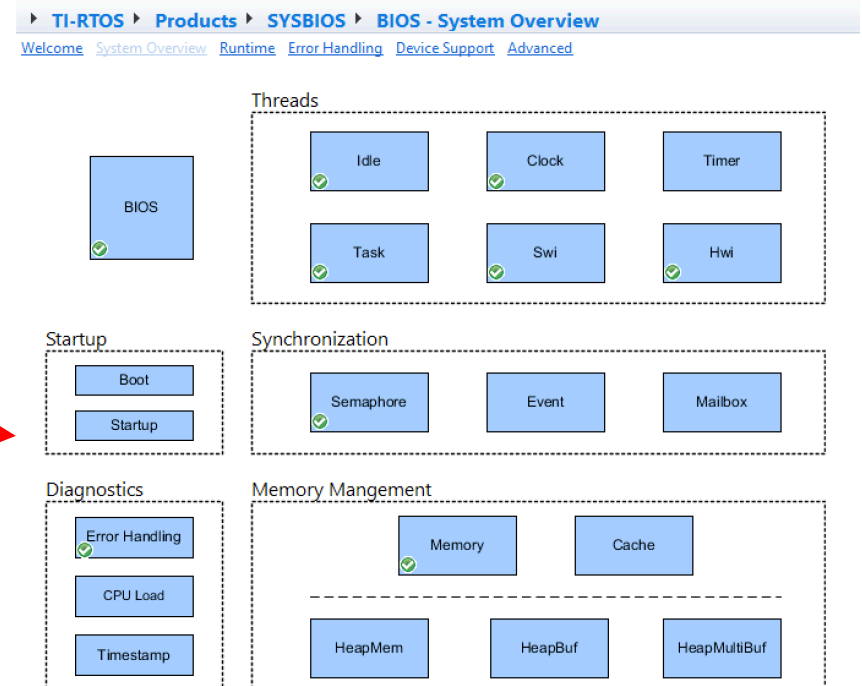 TI-RTOS Products SYSBIOS BIOS - System Overview
Welcome System Overview Runtime Error Handling Device Support Advanced
Threads
Idle Clock Timer
BIOS
Task Swi Hwi
Startup Synchronization
Boot
Semaphore Event Mailbox
Startup
Diagnostics Memory Mangement
Error Handling
Memory Cache
CPU Load
HeapMem HeapBuf HeapMultiBuf
Timestamp